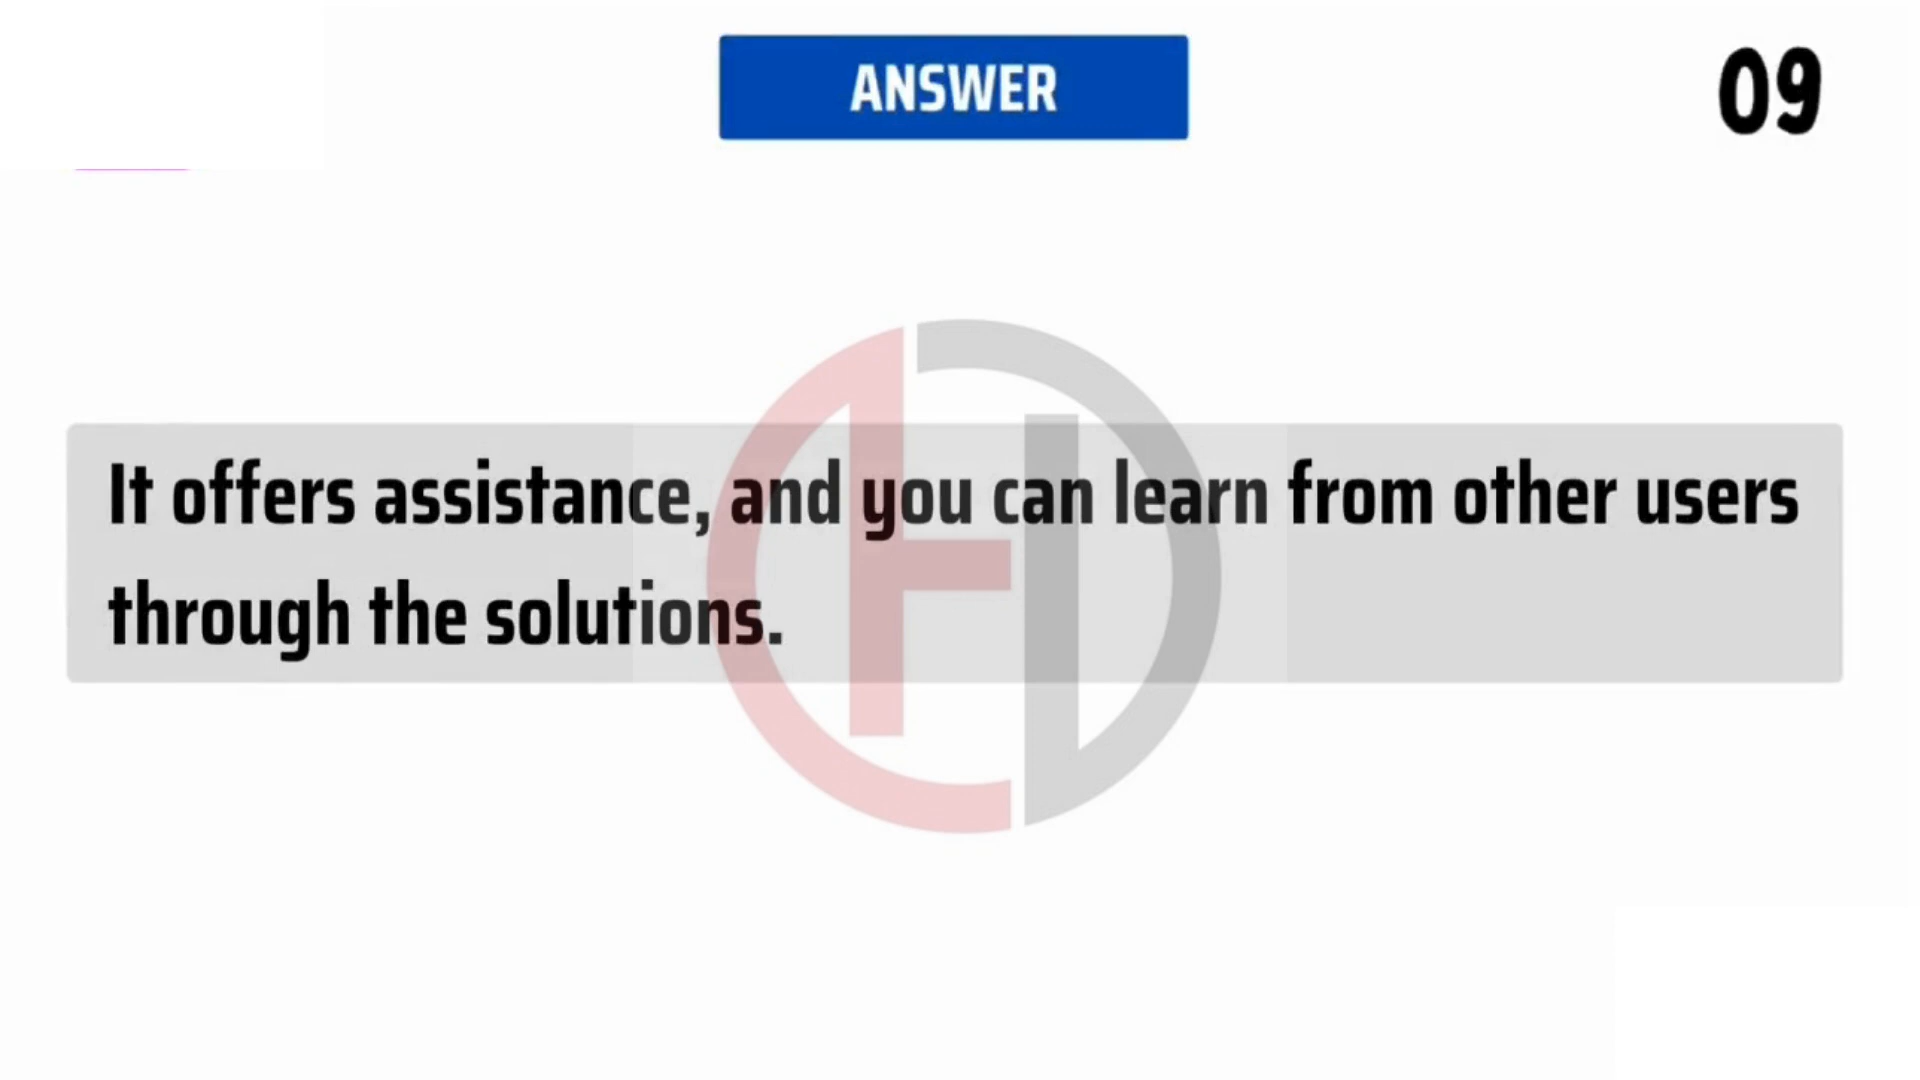 ANSWER
09
It offers assistance, and you can learn from other users
through the solutions.